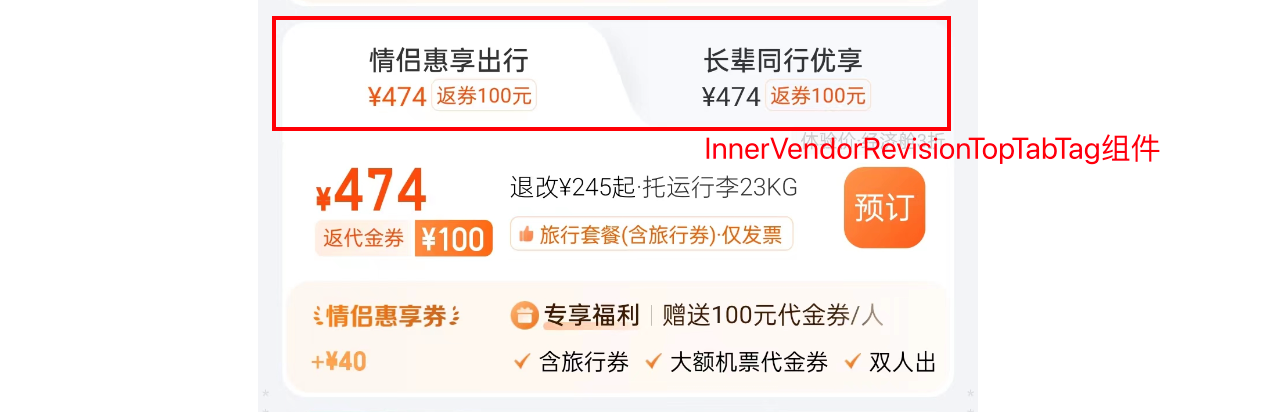 情侣惠享出行 长辈同行优享
¥474 返券100元 ¥474 返券100元
体验价·经济舱3折
InnerVendorRevisionTopTabTag组件
¥474 退改¥245起·托运行李23KG 预订
返代金券 ¥100 旅行套餐(含旅行券)·仅发票
情侣惠享券 专享福利 赠送100元代金券/人
+¥40 含旅行券 大额机票代金券 双人出